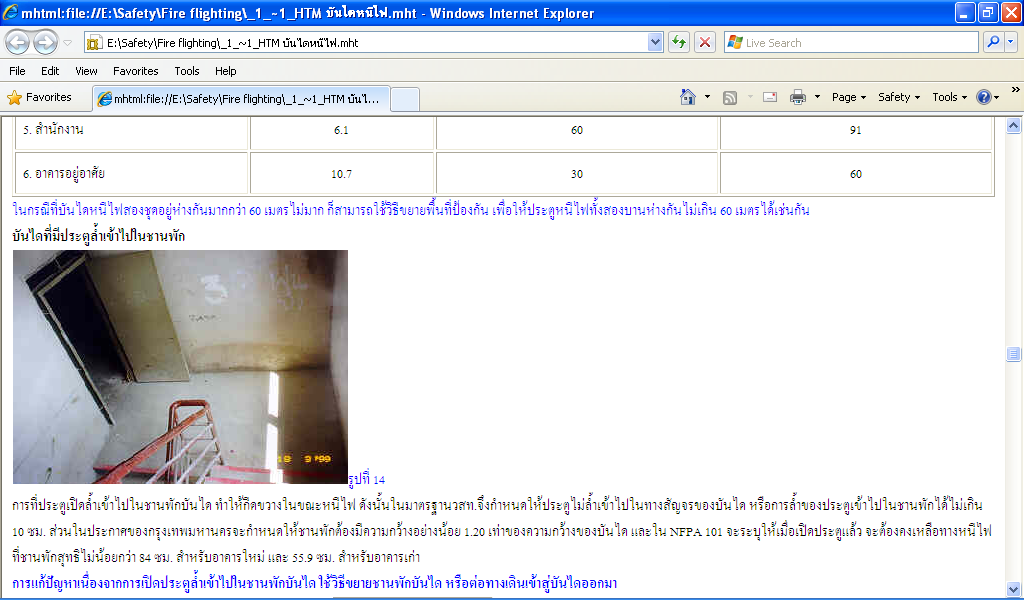 mhtml:file://E:\Safety\Fire flighting\_1_~1_HTM บันไดหนีไฟ.mht - Windows Internet Explorer
E:\Safety\Fire flighting\_1_~1_HTM บันไดหนีไฟ.mht
Live Search
File Edit View Favorites Tools Help
Favorites
mhtml:file://E:\Safety\Fire flighting\_1_~1_HTM บันไ...
Page Safety Tools
5. สำนักงาน 6.1 60 91
6. อาคารอยู่อาศัย 10.7 30 60
ในกรณีที่บันไดหนีไฟสองชุดอยู่ห่างกันมากกว่า 60 เมตรไม่มาก ก็สามารถใช้วิธีขยายพื้นที่ป้องกัน เพื่อให้ประตูหนีไฟทั้งสองบานห่างกันไม่เกิน 60 เมตรได้เช่นกัน
บันไดที่มีประตูล้ำเข้าไปในชานพัก
3
9 '99
รูปที่ 14
การที่ประตูเปิดล้ำเข้าไปในชานพักบันได ทำให้กีดขวางในขณะหนีไฟ ดังนั้นในมาตรฐานวสท.จึงกำหนดให้ประตูไม่ล้ำเข้าไปในทางสัญจรของบันได หรือการล้ำของประตูเข้าไปในชานพักได้ไม่เกิน
10 ซม. ส่วนในประกาศของกรุงเทพมหานครจะกำหนดให้ชานพักต้องมีความกว้างอย่างน้อย 1.20 เท่าของความกว้างของบันได และใน NFPA 101 จะระบุให้เมื่อเปิดประตูแล้ว จะต้องคงเหลือทางหนีไฟ
ที่ชานพักสุทธิไม่น้อยกว่า 84 ซม. สำหรับอาคารใหม่ และ 55.9 ซม. สำหรับอาคารเก่า
การแก้ปัญหาเนื่องจากการเปิดประตูล้ำเข้าไปในชานพักบันได ใช้วิธีขยายชานพักบันได หรือต่อทางเดินเข้าสู่บันไดออกมา